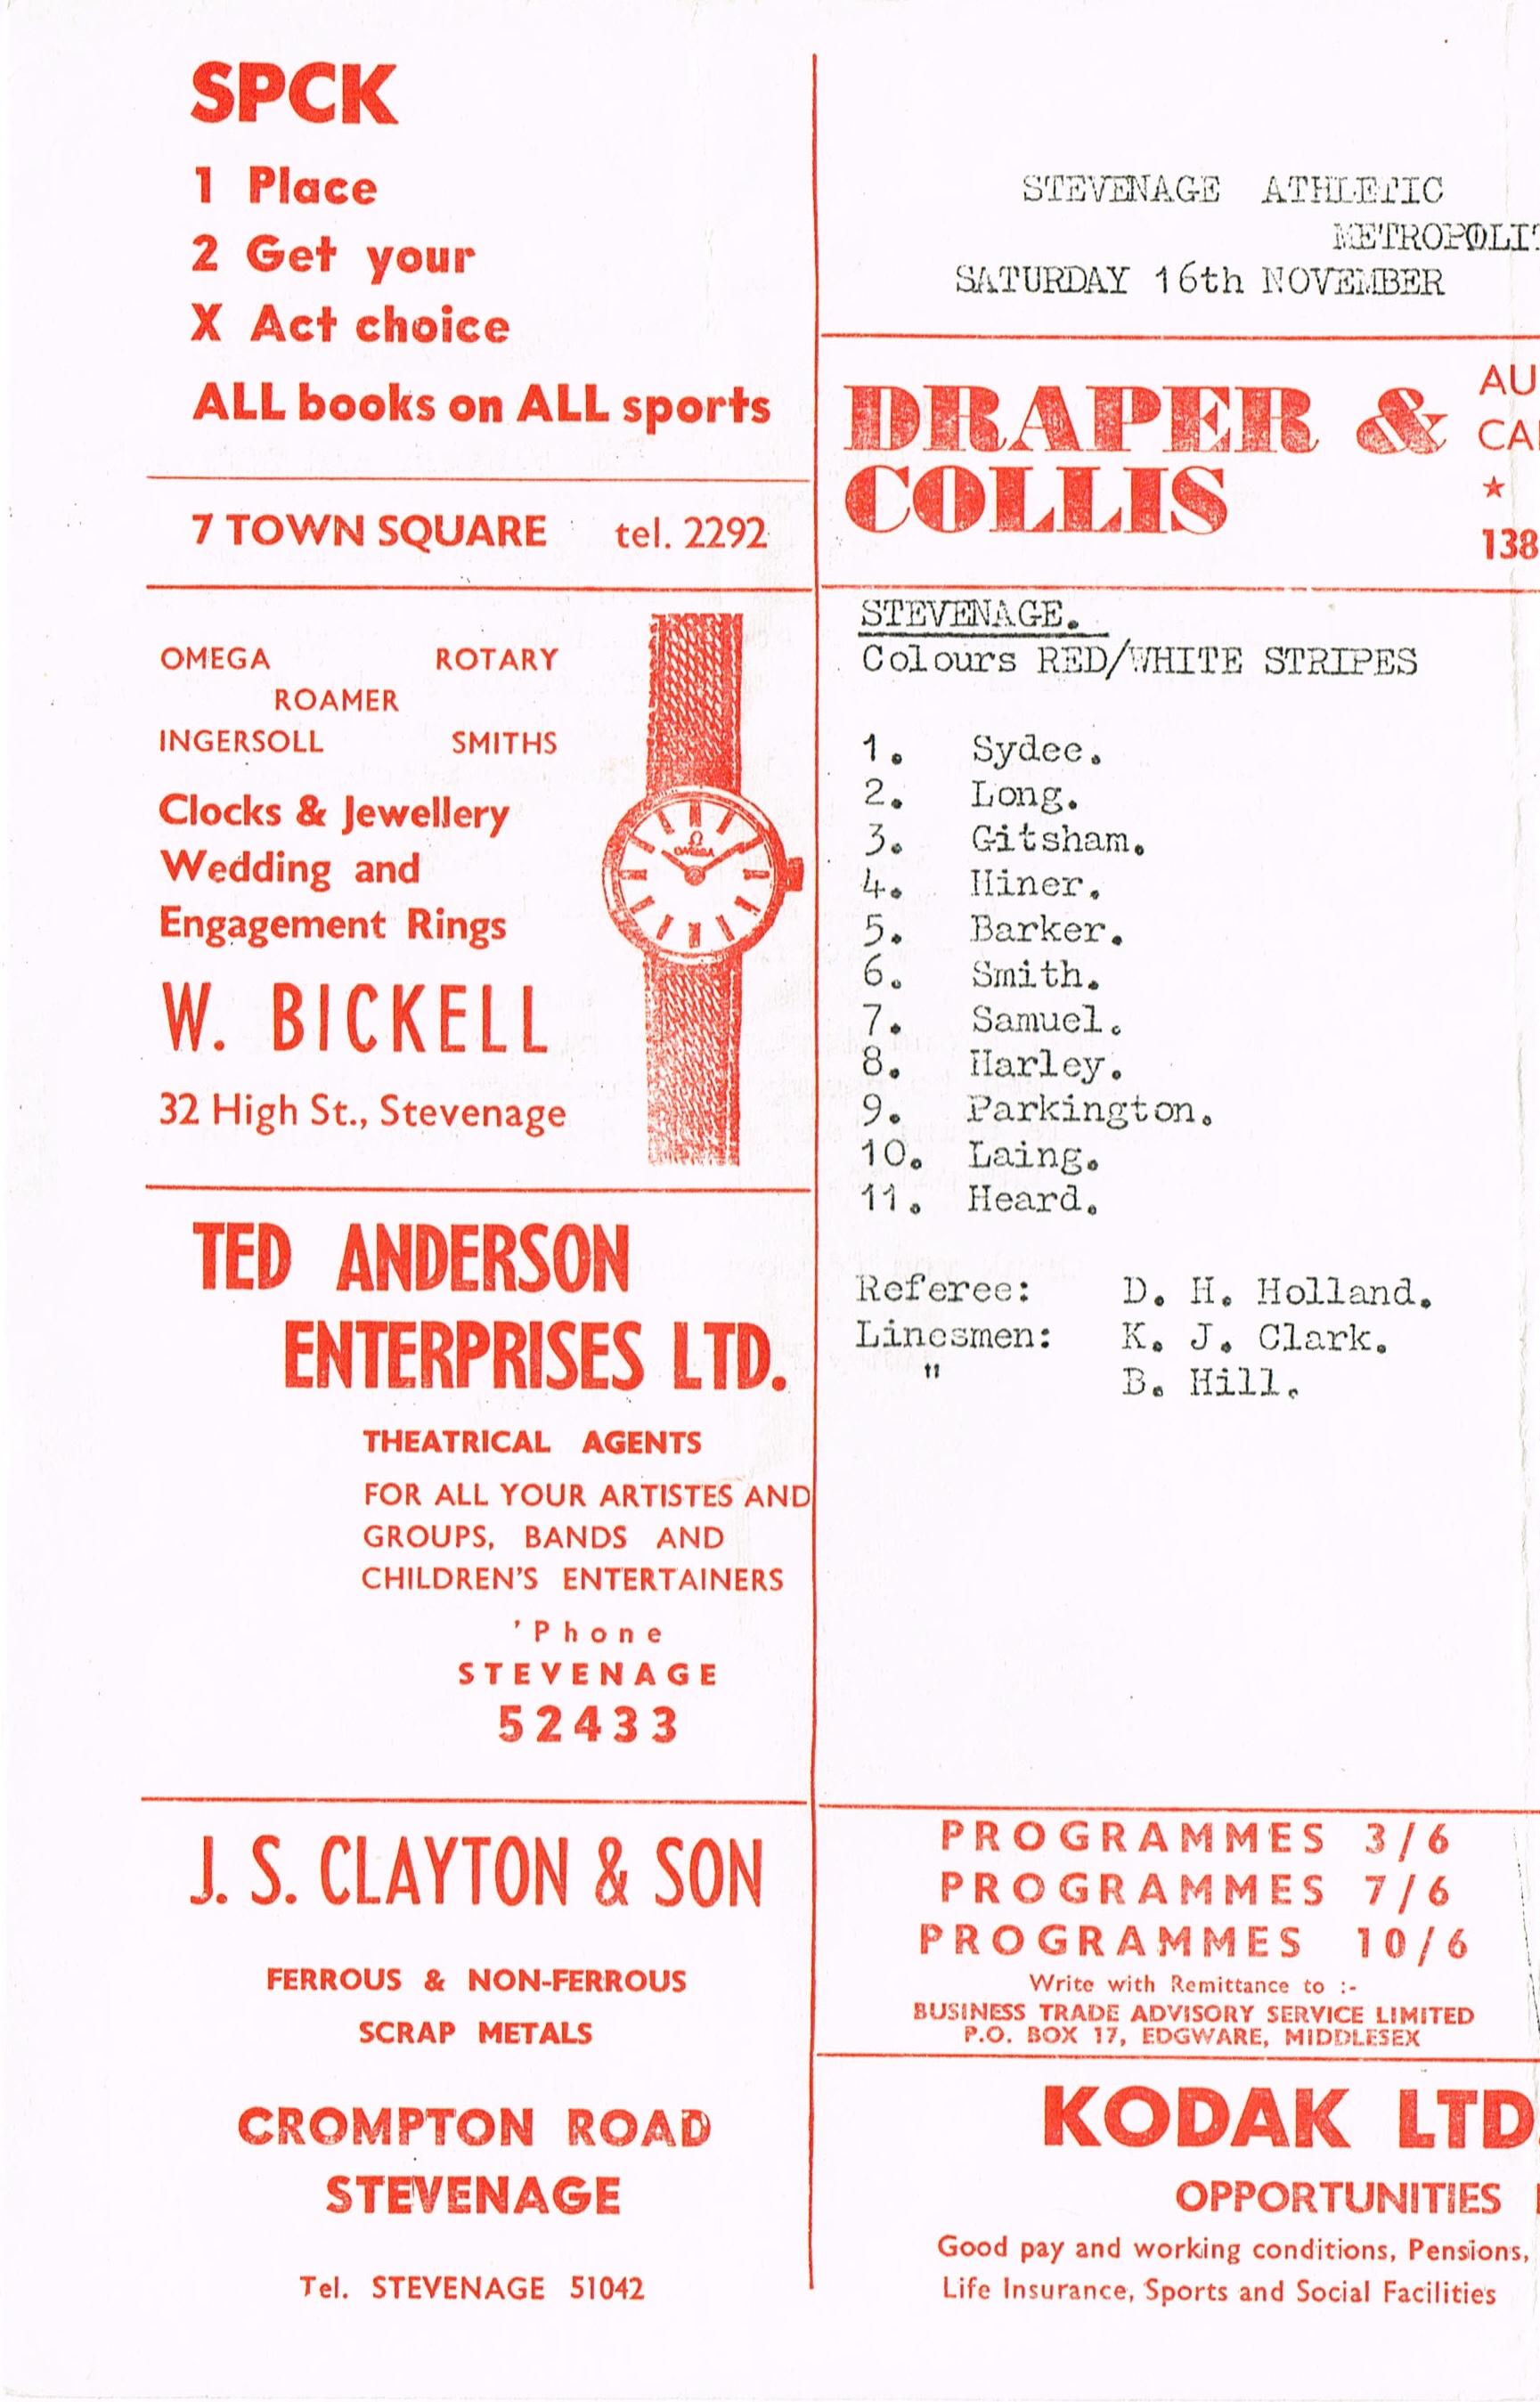 SPCK
1 Place
2 Get your
X Act choice
ALL books on ALL sports
7 TOWN SQUARE tel. 2292
OMEGA ROTARY
ROAMER
INGERSOLL SMITHS
Clocks & Jewellery
Wedding and
Engagement Rings
W. BICKELL
32 High St., Stevenage
Ω
OMEGA
TED ANDERSON
ENTERPRISES LTD.
THEATRICAL AGENTS
FOR ALL YOUR ARTISTES AND
GROUPS, BANDS AND
CHILDREN'S ENTERTAINERS
'Phone
STEVENAGE
52433
J. S. CLAYTON & SON
FERROUS & NON-FERROUS
SCRAP METALS
CROMPTON ROAD
STEVENAGE
Tel. STEVENAGE 51042
STEVENAGE ATHLETIC
METROPOLI
SATURDAY 16th NOVEMBER
DRAPER &
COLLIS
AU
CA
★
138
STEVENAGE.
Colours RED/WHITE STRIPES
1. Sydee.
2. Long.
3. Gitsham.
4. Hiner.
5. Barker.
6. Smith.
7. Samuel.
8. Harley.
9. Parkington.
10. Laing.
11. Heard.
Referee: D. H. Holland.
Linesmen: K. J. Clark.
" B. Hill.
PROGRAMMES 3/6
PROGRAMMES 7/6
PROGRAMMES 10/6
Write with Remittance to :-
BUSINESS TRADE ADVISORY SERVICE LIMITED
P.O. BOX 17, EDGWARE, MIDDLESEX
KODAK LTD.
OPPORTUNITIES
Good pay and working conditions, Pensions,
Life Insurance, Sports and Social Facilities